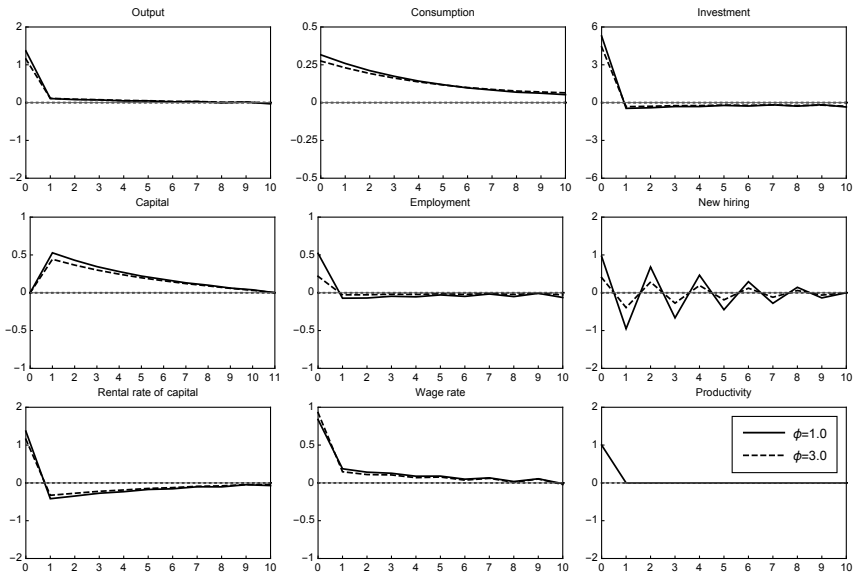 Output
2
1
0
−1
−2
0 1 2 3 4 5 6 7 8 9 10
Consumption
0.5
0.25
0
−0.25
−0.5
0 1 2 3 4 5 6 7 8 9 10
Investment
6
3
0
−3
−6
0 1 2 3 4 5 6 7 8 9 10
Capital
1
0.5
0
−0.5
−1
0 1 2 3 4 5 6 7 8 9 10 11
Employment
1
0.5
0
−0.5
−1
0 1 2 3 4 5 6 7 8 9 10
New hiring
2
1
0
−1
−2
0 1 2 3 4 5 6 7 8 9 10
Rental rate of capital
2
1
0
−1
−2
0 1 2 3 4 5 6 7 8 9 10
Wage rate
1
0.5
0
−0.5
−1
0 1 2 3 4 5 6 7 8 9 10
Productivity
2
1
0
−1
−2
0 1 2 3 4 5 6 7 8 9 10
ϕ=1.0
ϕ=3.0